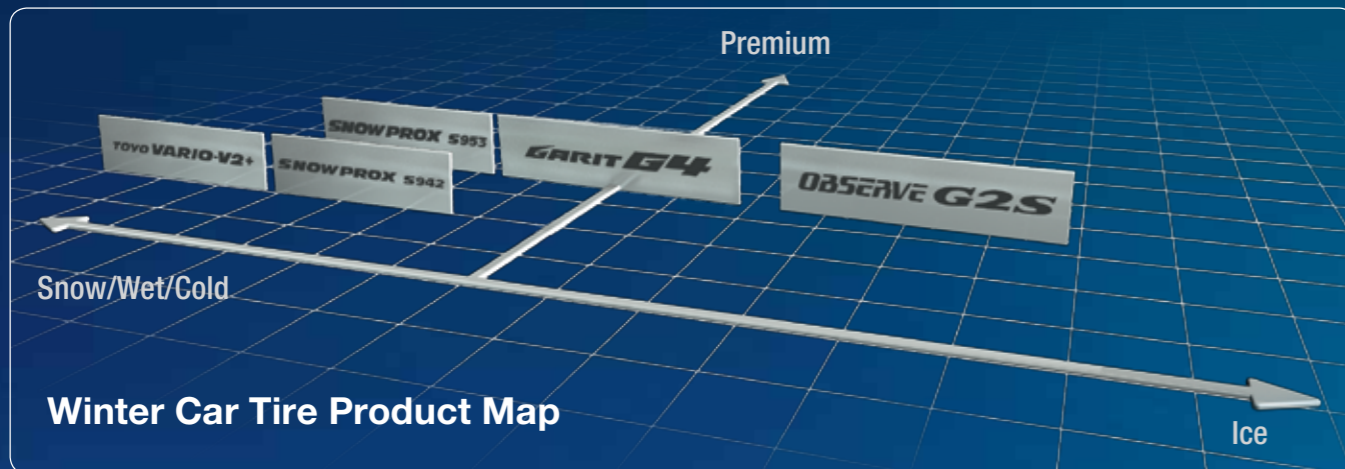 Premium
SNOWPROX S953
TOYO VARIO-V2+
SNOWPROX S942
GARIT G4
OBSERVE G2S
Snow/Wet/Cold
Winter Car Tire Product Map
Ice